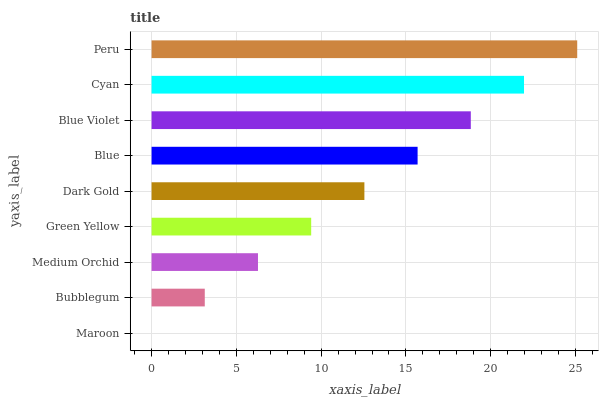 title
Peru
Cyan
Blue Violet
Blue
Dark Gold
Green Yellow
Medium Orchid
Bubblegum
Maroon
yaxis_label
0 5 10 15 20 25
xaxis_label